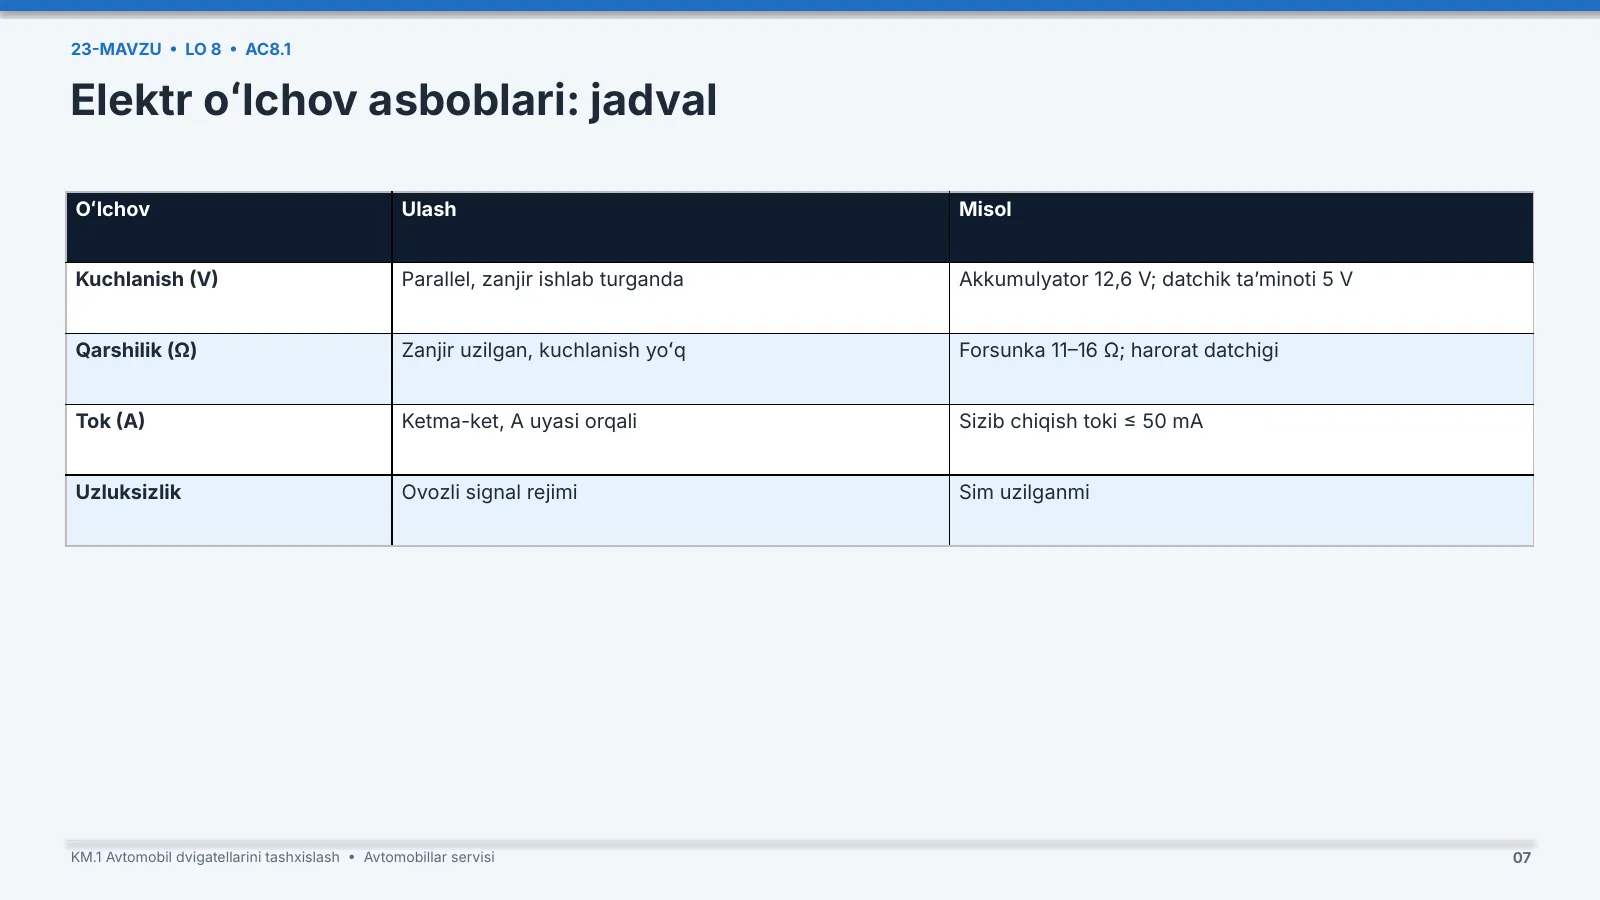 23-MAVZU • LO 8 • AC8.1
Elektr oʻlchov asboblari: jadval
Oʻlchov Ulash Misol
Kuchlanish (V) Parallel, zanjir ishlab turganda Akkumulyator 12,6 V; datchik taʼminoti 5 V
Qarshilik (Ω) Zanjir uzilgan, kuchlanish yoʻq Forsunka 11–16 Ω; harorat datchigi
Tok (A) Ketma-ket, A uyasi orqali Sizib chiqish toki ≤ 50 mA
Uzluksizlik Ovozli signal rejimi Sim uzilganmi
KM.1 Avtomobil dvigatellarini tashxislash • Avtomobillar servisi 07